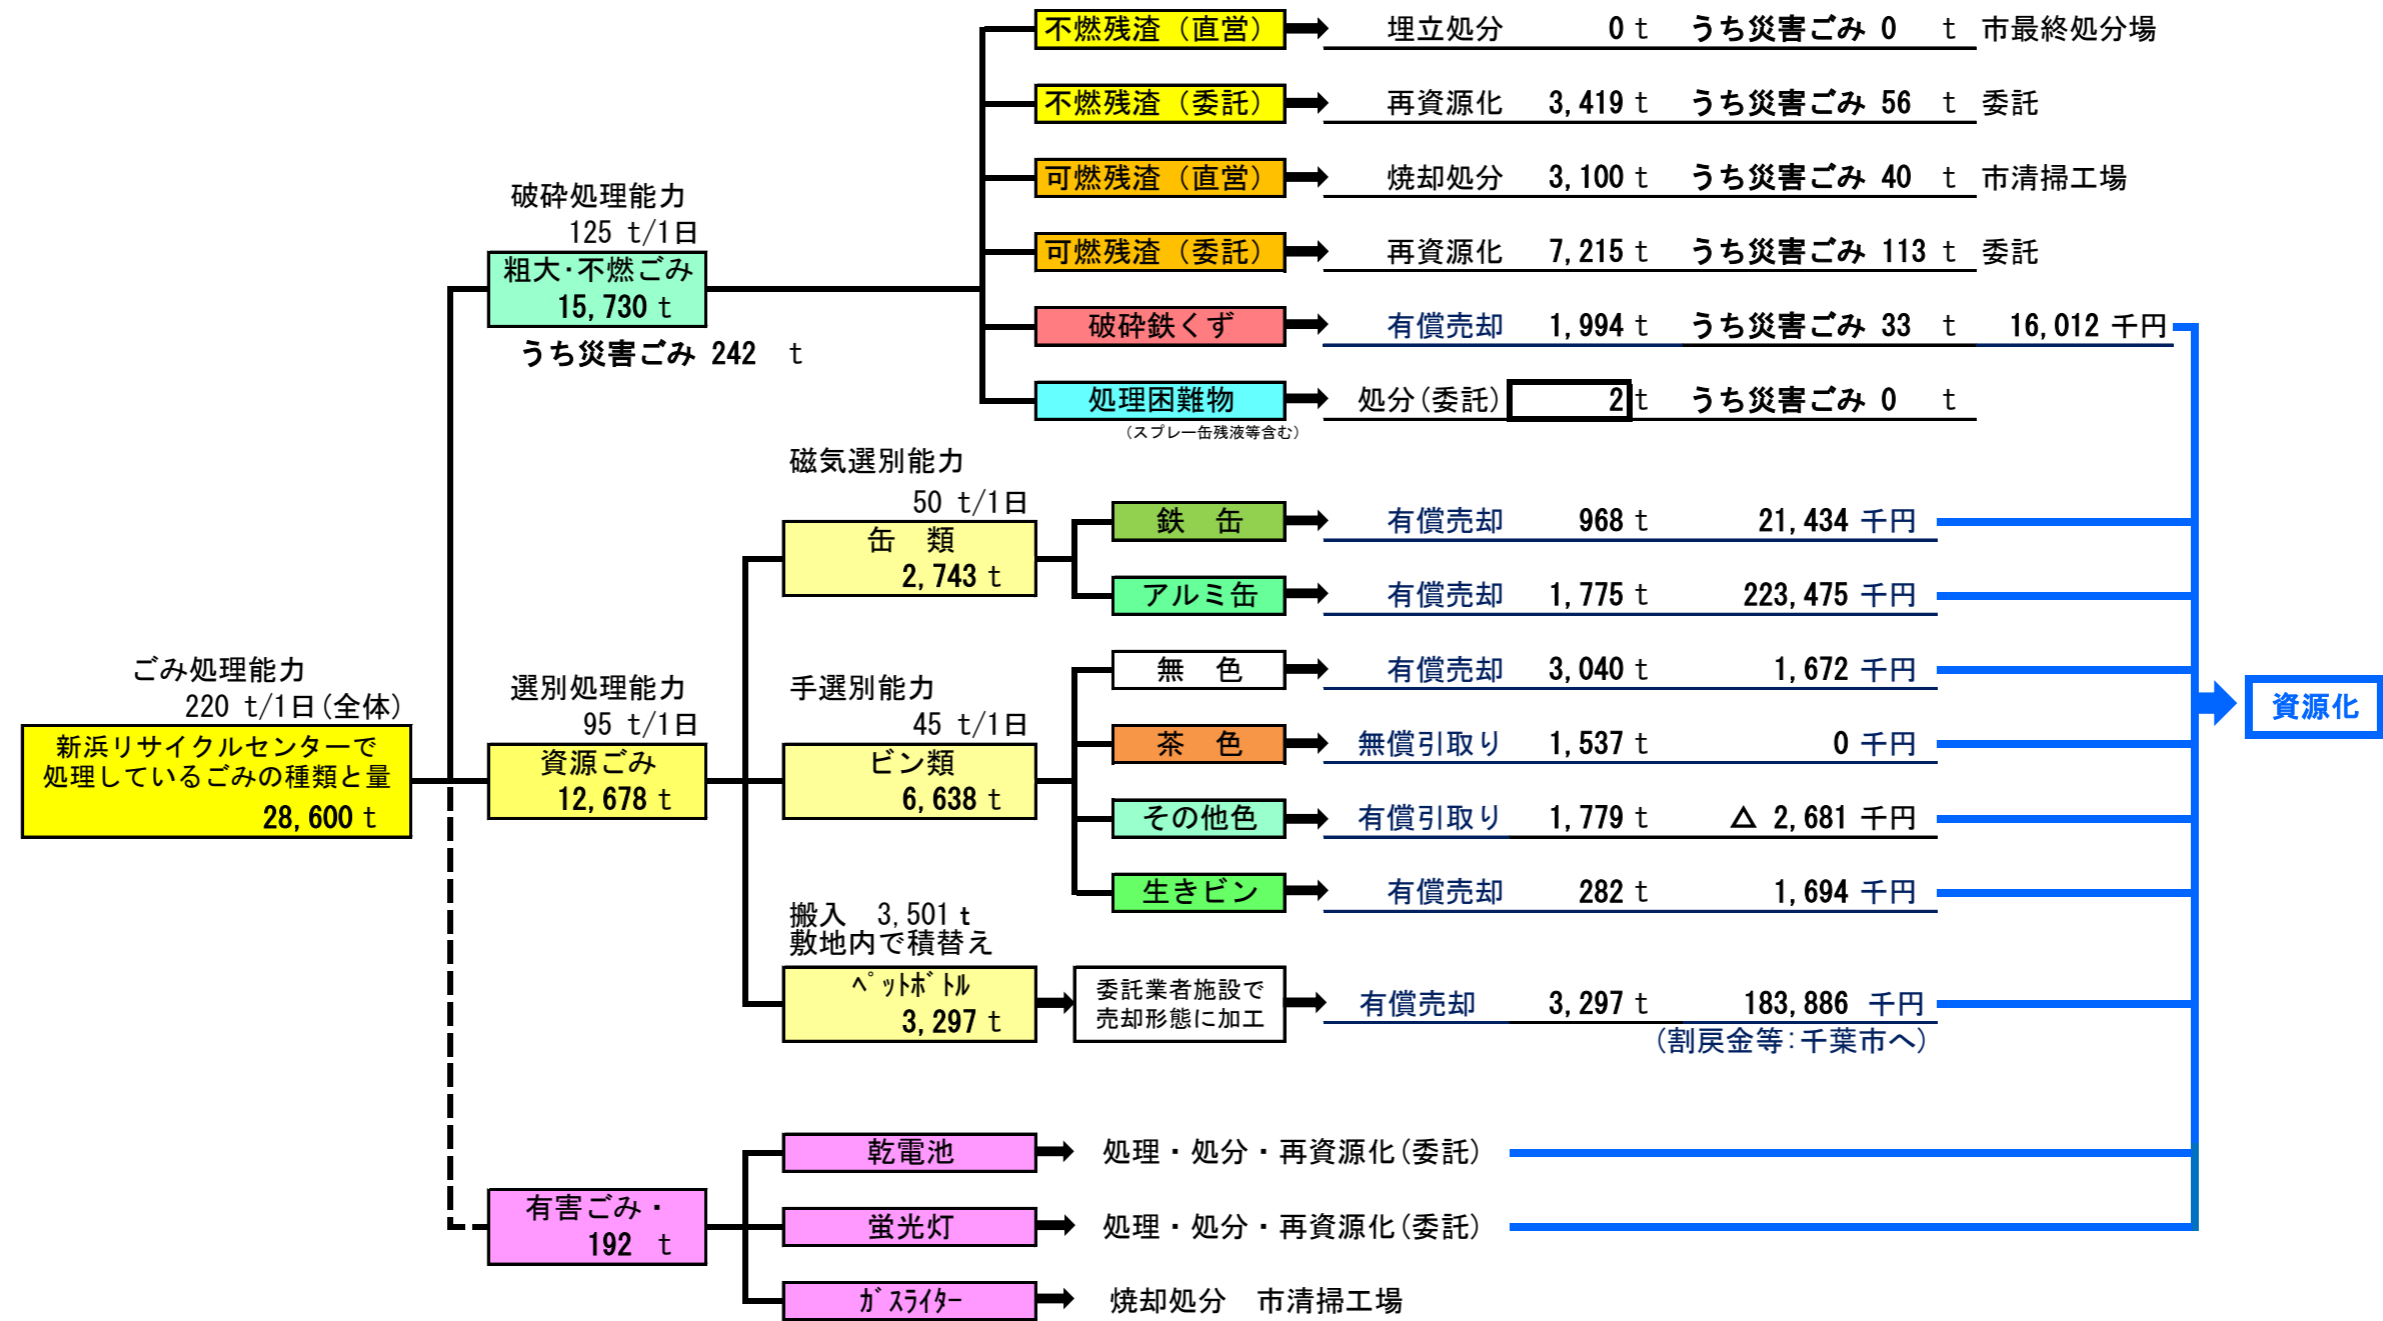 不燃残渣（直営） 埋立処分 0 t うち災害ごみ 0 t 市最終処分場
不燃残渣（委託） 再資源化 3,419 t うち災害ごみ 56 t 委託
可燃残渣（直営） 焼却処分 3,100 t うち災害ごみ 40 t 市清掃工場
破砕処理能力
125 t/1日
可燃残渣（委託） 再資源化 7,215 t うち災害ごみ 113 t 委託
粗大･不燃ごみ
15,730 t
うち災害ごみ 242 t
破砕鉄くず 有償売却 1,994 t うち災害ごみ 33 t 16,012 千円
処理困難物 処分(委託) 2 t うち災害ごみ 0 t
（スプレー缶残液等含む）
磁気選別能力
50 t/1日
缶　類
2,743 t
鉄　缶 有償売却 968 t 21,434 千円
アルミ缶 有償売却 1,775 t 223,475 千円
ごみ処理能力
220 t/1日(全体)
新浜リサイクルセンターで
処理しているごみの種類と量
28,600 t
選別処理能力
95 t/1日
資源ごみ
12,678 t
手選別能力
45 t/1日
ビン類
6,638 t
無　色 有償売却 3,040 t 1,672 千円
茶　色 無償引取り 1,537 t 0 千円
その他色 有償引取り 1,779 t △ 2,681 千円
生きビン 有償売却 282 t 1,694 千円
資源化
搬入　3,501 t
敷地内で積替え
ﾍﾟｯﾄﾎﾞﾄﾙ
3,297 t
委託業者施設で
売却形態に加工
有償売却 3,297 t 183,886 千円
(割戻金等:千葉市へ)
有害ごみ・
192 t
乾電池 処理・処分・再資源化(委託)
蛍光灯 処理・処分・再資源化(委託)
ｶﾞｽﾗｲﾀｰ 焼却処分　市清掃工場